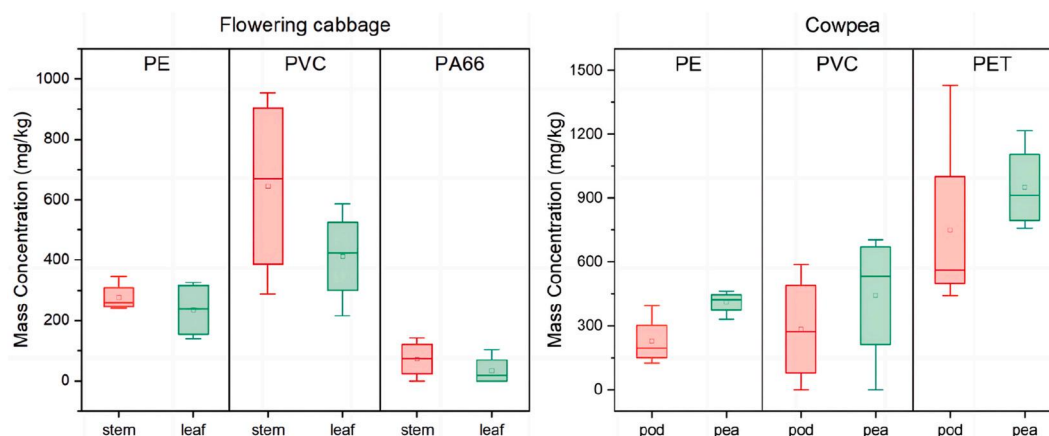 Flowering cabbage
PE PVC PA66
Mass Concentration (mg/kg)
1000
800
600
400
200
0
stem leaf stem leaf stem leaf
Cowpea
PE PVC PET
Mass Concentration (mg/kg)
1500
1200
900
600
300
0
pod pea pod pea pod pea